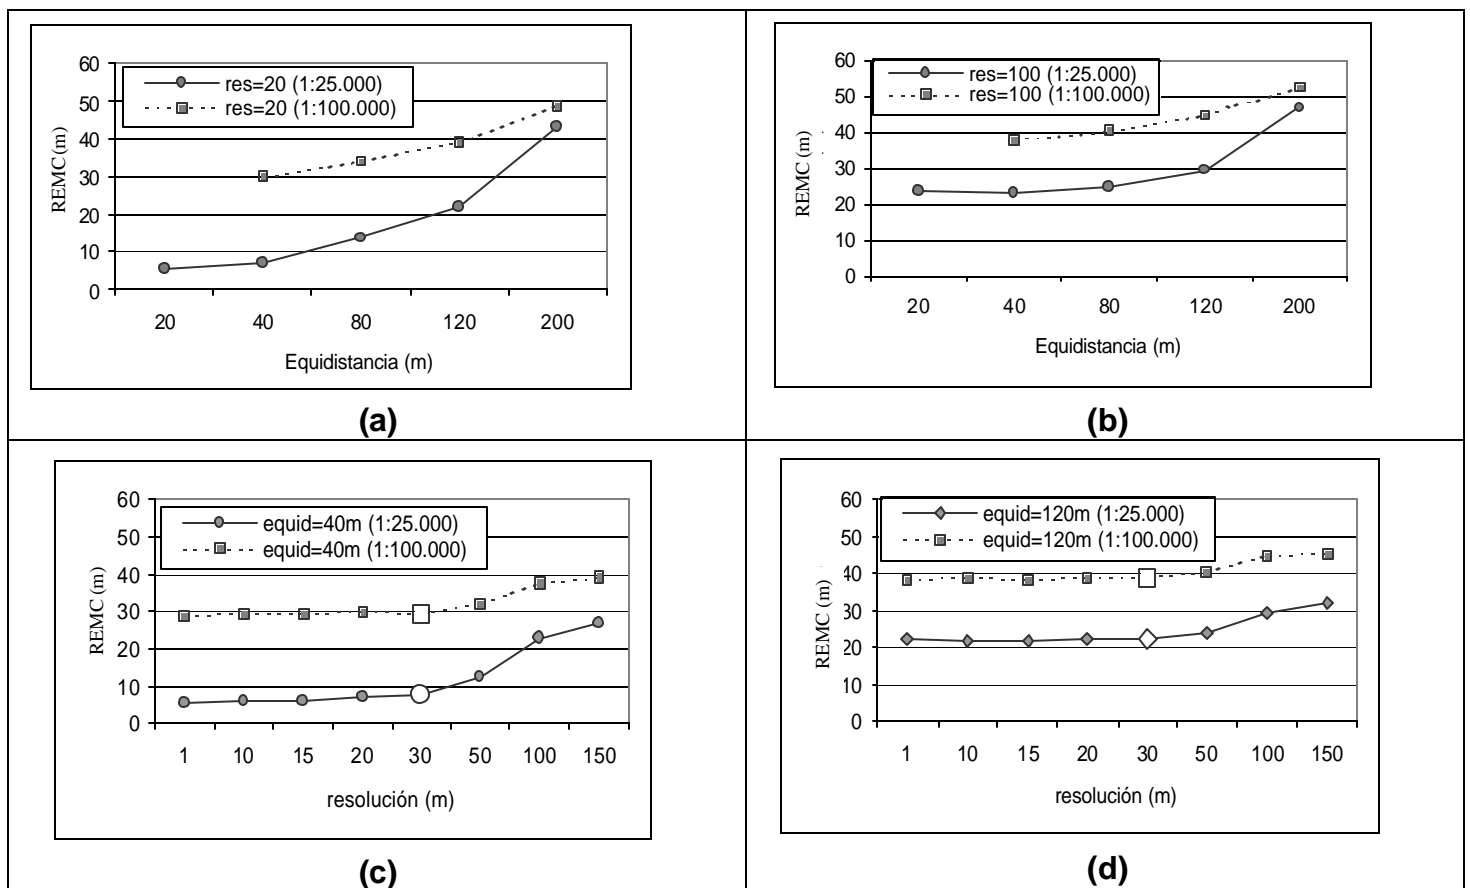 60
50
40
30
20
10
0
REMC (m)
res=20 (1:25.000)
res=20 (1:100.000)
20 40 80 120 200
Equidistancia (m)
(a)
60
50
40
30
20
10
0
REMC (m)
res=100 (1:25.000)
res=100 (1:100.000)
20 40 80 120 200
Equidistancia (m)
(b)
60
50
40
30
20
10
0
REMC (m)
equid=40m (1:25.000)
equid=40m (1:100.000)
1 10 15 20 30 50 100 150
resolución (m)
(c)
60
50
40
30
20
10
0
REMC (m)
equid=120m (1:25.000)
equid=120m (1:100.000)
1 10 15 20 30 50 100 150
resolución (m)
(d)